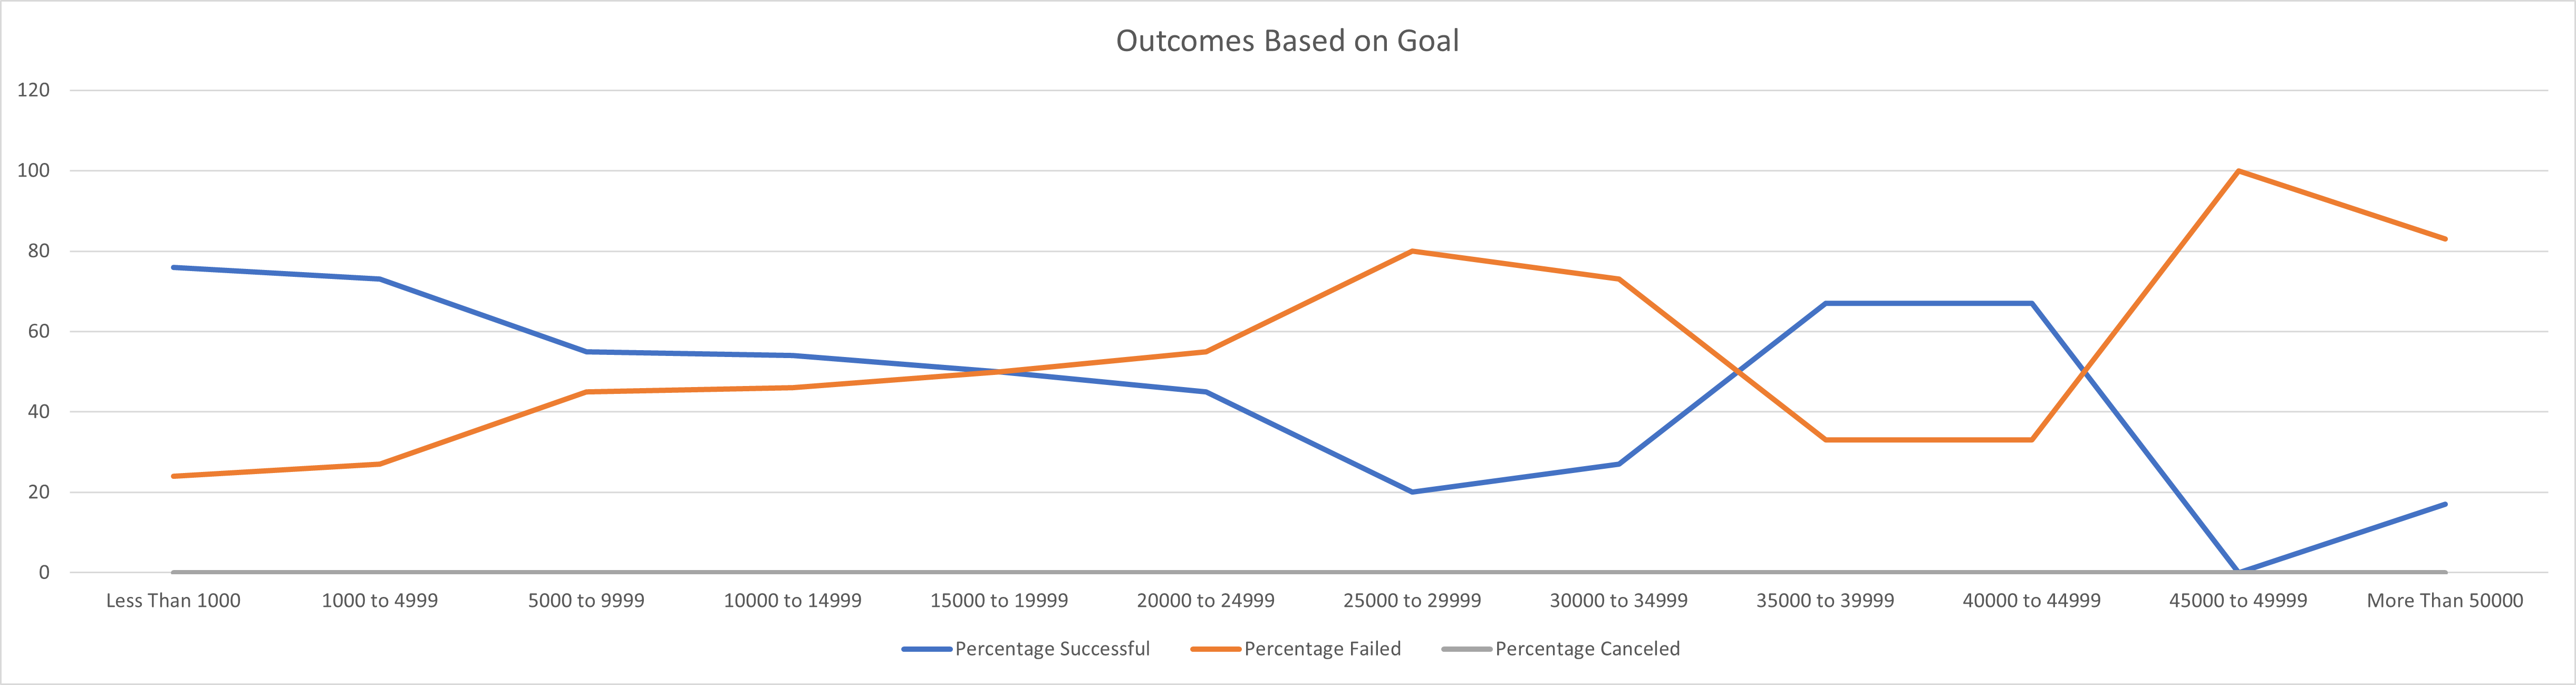 Outcomes Based on Goal
120
100
80
60
40
20
0
Less Than 1000 1000 to 4999 5000 to 9999 10000 to 14999 15000 to 19999 20000 to 24999 25000 to 29999 30000 to 34999 35000 to 39999 40000 to 44999 45000 to 49999 More Than 50000
Percentage Successful Percentage Failed Percentage Canceled